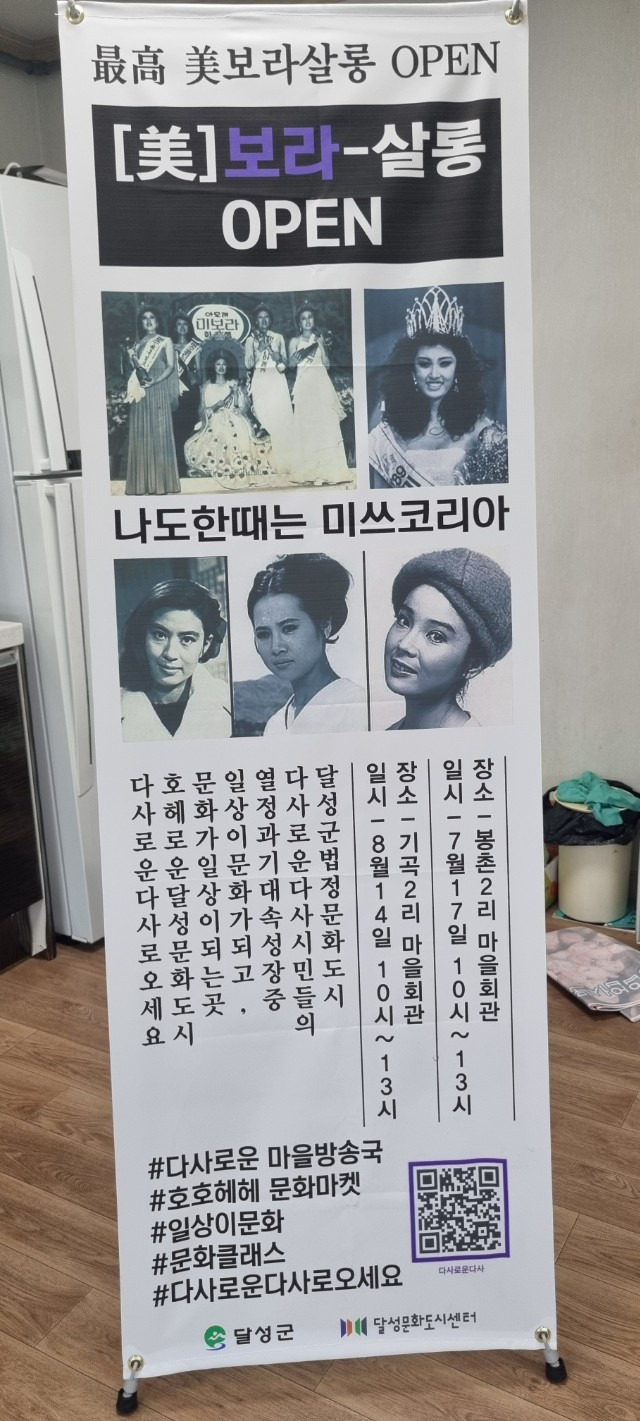 最高 美보라살롱 OPEN
[美]보라-살롱
OPEN
미보라
89
나도한때는 미쓰코리아
장소-봉촌2리 마을회관
일시-7월17일 10시~13시
장소-기곡2리 마을회관
일시-8월14일 10시~13시
달성군법정문화도시
다사로운다사시민들의
열정과기대속성장중
일상이문화가되고,
문화가일상이되는곳
호헤로운달성문화도시
다사로운다사로오세요
#다사로운 마을방송국
#호호헤헤 문화마켓
#일상이문화
#문화클래스
#다사로운다사로오세요
다사로운다사
달성군
달성문화도시센터